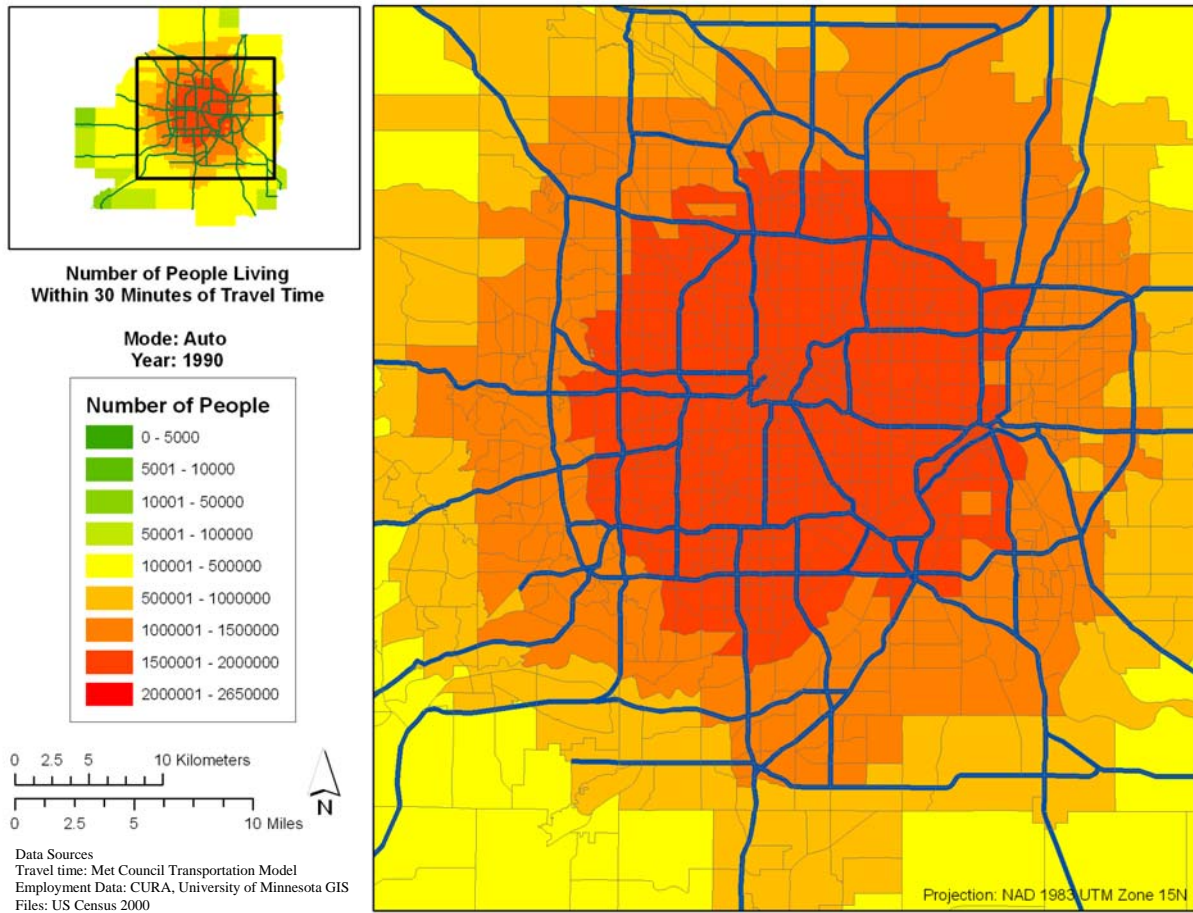 Number of People Living
Within 30 Minutes of Travel Time
Mode: Auto
Year: 1990
Number of People
0 - 5000
5001 - 10000
10001 - 50000
50001 - 100000
100001 - 500000
500001 - 1000000
1000001 - 1500000
1500001 - 2000000
2000001 - 2650000
0 2.5 5 10 Kilometers
0 2.5 5 10 Miles
N
Data Sources
Travel time: Met Council Transportation Model
Employment Data: CURA, University of Minnesota GIS
Files: US Census 2000
Projection: NAD 1983 UTM Zone 15N